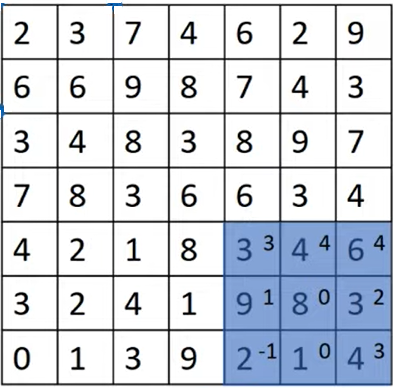 2 3 7 4 6 2 9
6 6 9 8 7 4 3
3 4 8 3 8 9 7
7 8 3 6 6 3 4
4 2 1 8 3 3 4 4 6 4
3 2 4 1 9 1 8 0 3 2
0 1 3 9 2 -1 1 0 4 3